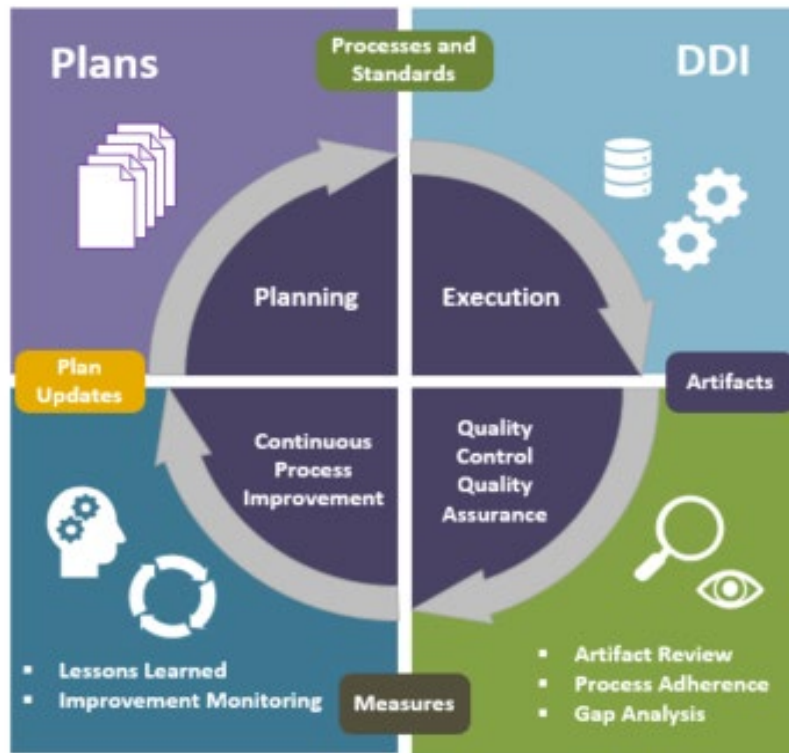 Plans
Processes and
Standards
DDI
Planning
Execution
Plan
Updates
Artifacts
Continuous
Process
Improvement
Quality
Control
Quality
Assurance
▪ Lessons Learned
▪ Improvement Monitoring
Measures
▪ Artifact Review
▪ Process Adherence
▪ Gap Analysis